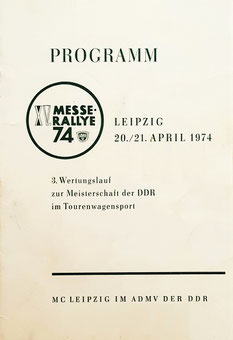 PROGRAMM
XV MESSE-
RALLYE
74
LEIPZIG
20./21. APRIL 1974
3. Wertungslauf
zur Meisterschaft der DDR
im Tourenwagensport
MC LEIPZIG IM ADMV DER DDR